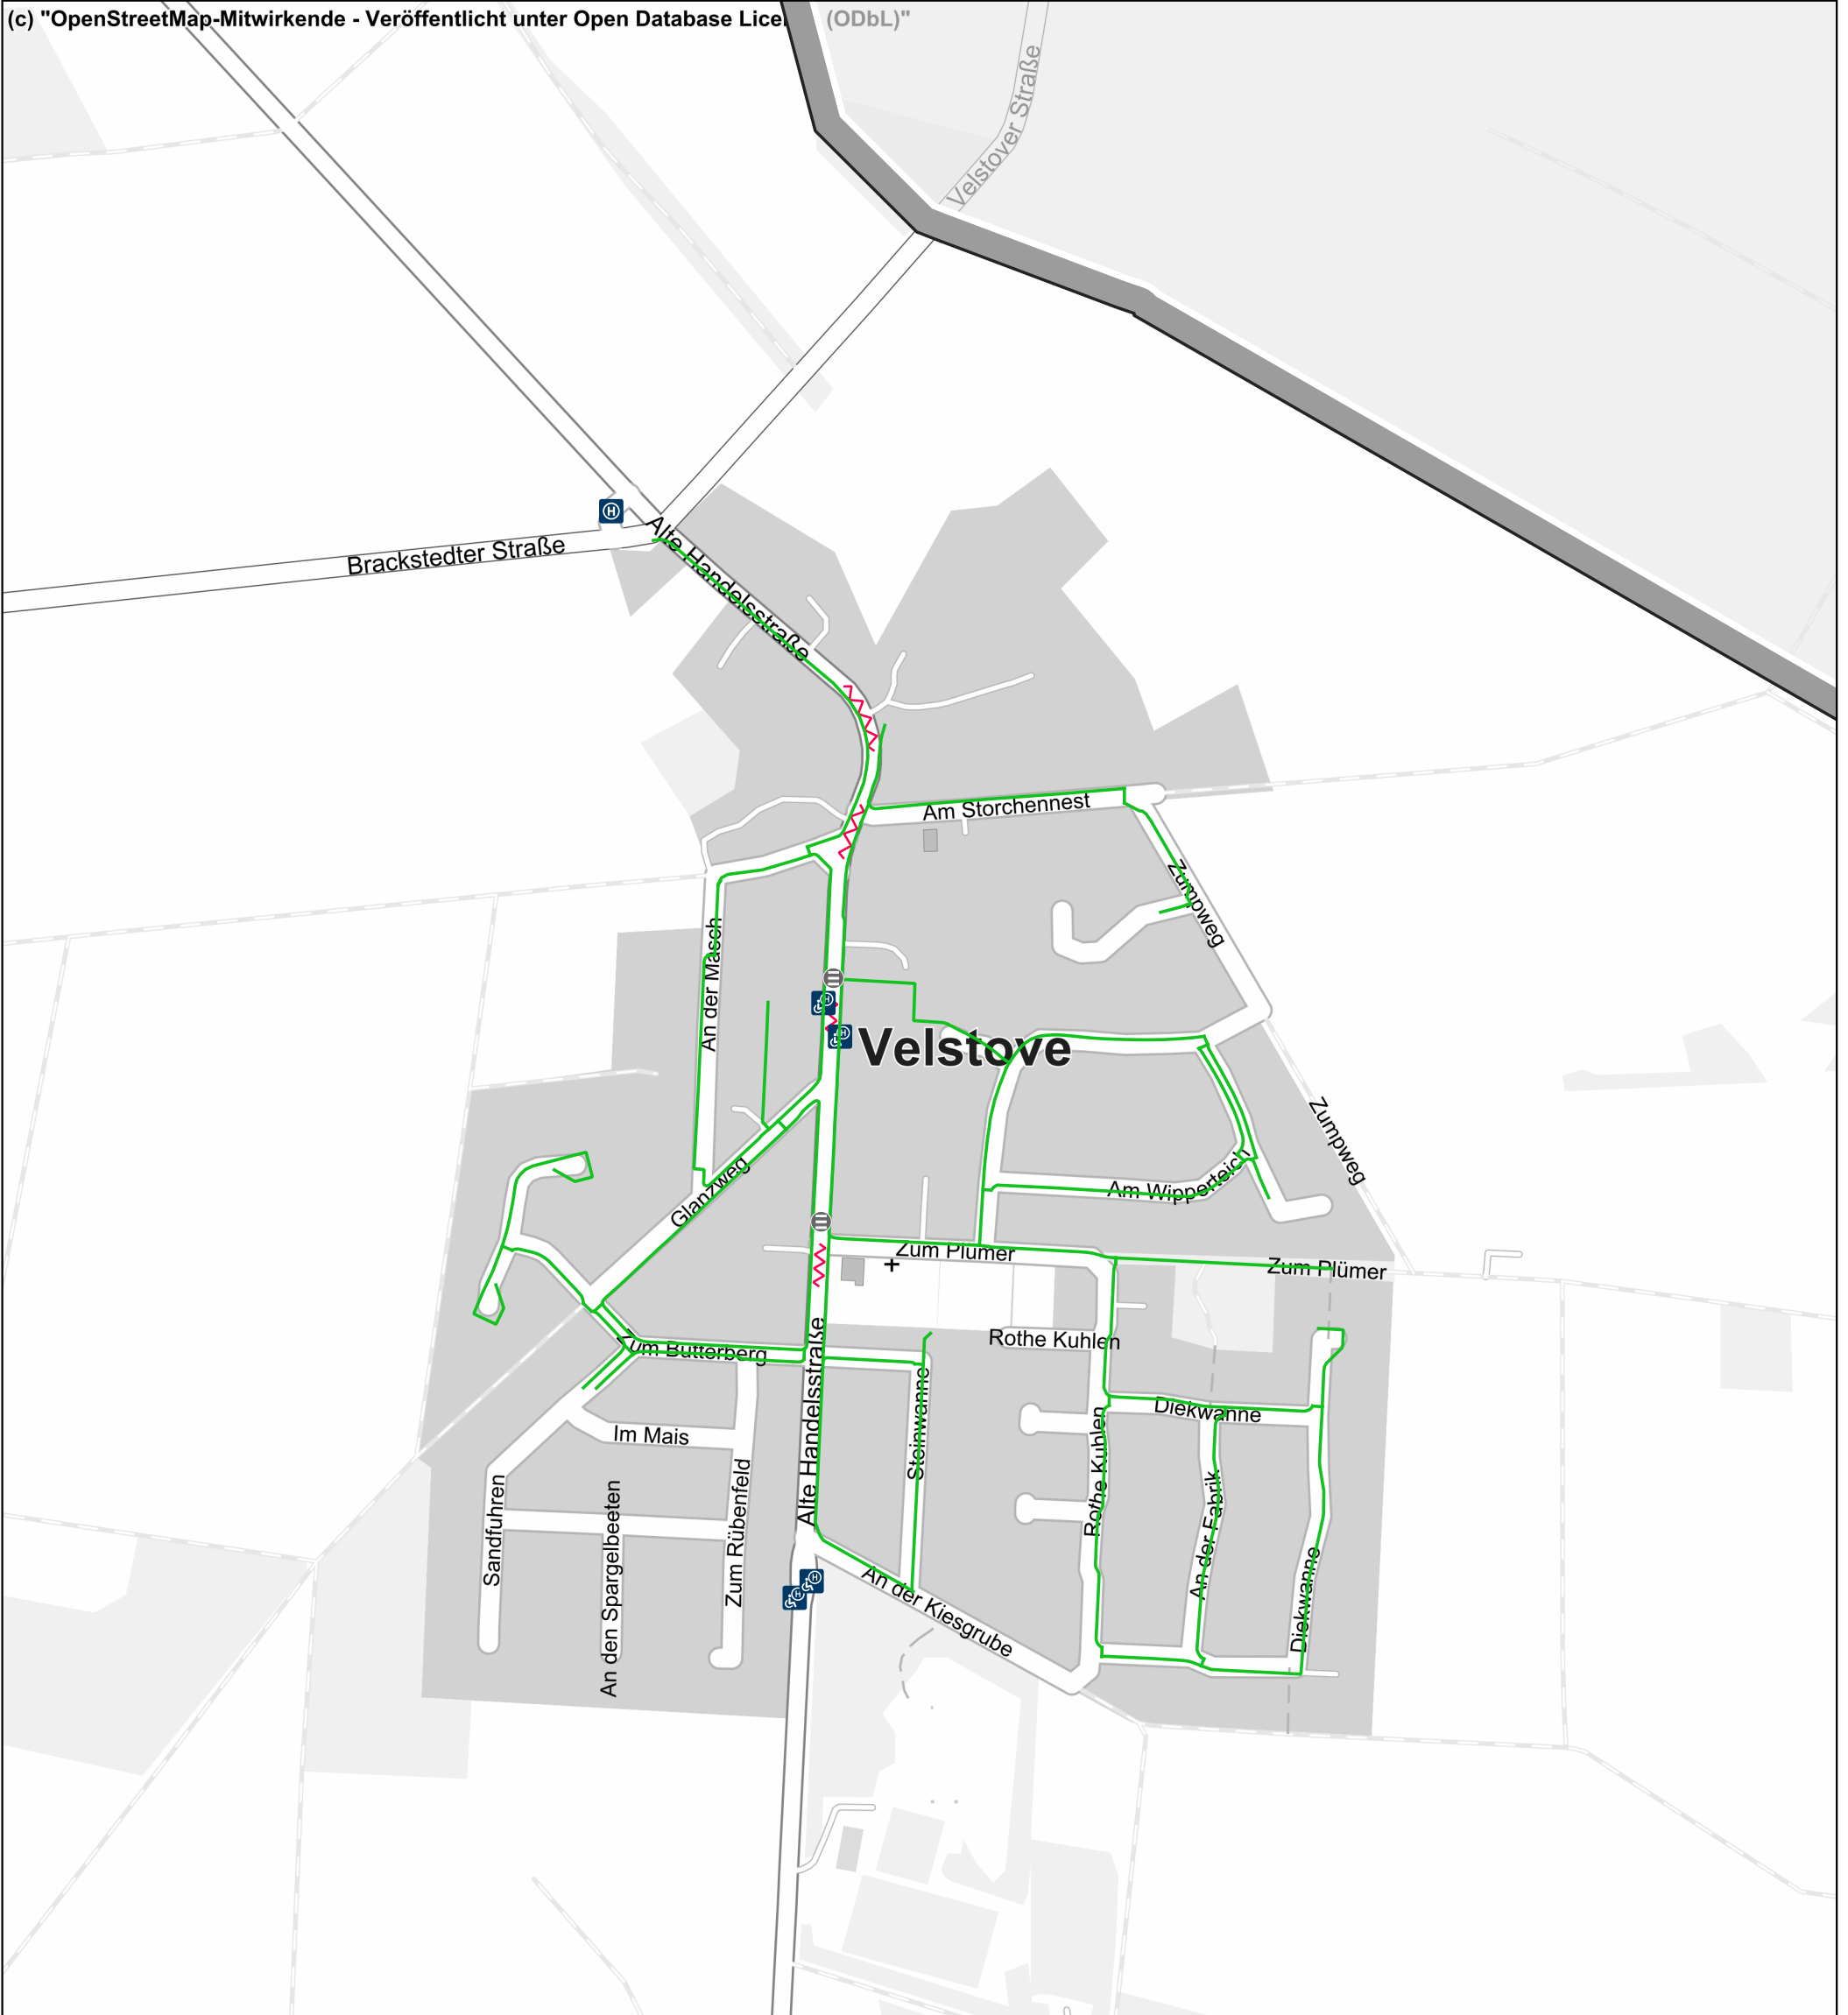 (c) "OpenStreetMap-Mitwirkende - Veröffentlicht unter Open Database Licen (ODbL)"
Velstover Straße
H
Brackstedter Straße
Alte Handelsstraße
Am Storchennest
Zumpweg
An der Masch
H
H
Velstove
Zumpweg
Am Wipperteich
Glanzweg
Zum Plümer
Zum Plümer
Rothe Kuhlen
Zum Butterberg
Alte Handelsstraße
Steinwanne
Diekwanne
Im Mais
Rothe Kuhlen
Sandfuhren
An den Spargelbeeten
Zum Rübenfeld
An der Fabrik
Diekwanne
H
H
An der Kiesgrube